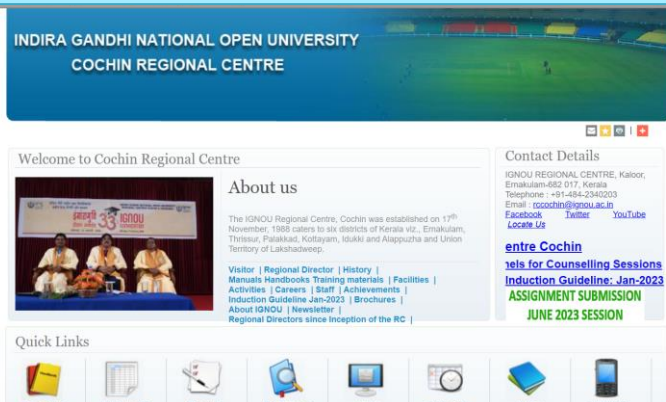 INDIRA GANDHI NATIONAL OPEN UNIVERSITY
COCHIN REGIONAL CENTRE
Welcome to Cochin Regional Centre
33
IGNOU
About us
The IGNOU Regional Centre, Cochin was established on 17th
November, 1988 caters to six districts of Kerala viz., Ernakulam,
Thrissur, Palakkad, Kottayam, Idukki and Alappuzha and Union
Territory of Lakshadweep.
Visitor | Regional Director | History |
Manuals Handbooks Training materials | Facilities |
Activities | Careers | Staff | Achievements |
Induction Guideline Jan-2023 | Brochures |
About IGNOU | Newsletter |
Regional Directors since Inception of the RC |
Contact Details
IGNOU REGIONAL CENTRE, Kaloor,
Ernakulam-682 017, Kerala
Telephone : +91-484-2340203
Email : rccochin@ignou.ac.in
Facebook Twitter YouTube
Locate Us
entre Cochin
nels for Counselling Sessions
Induction Guideline: Jan-2023
ASSIGNMENT SUBMISSION
JUNE 2023 SESSION
Quick Links